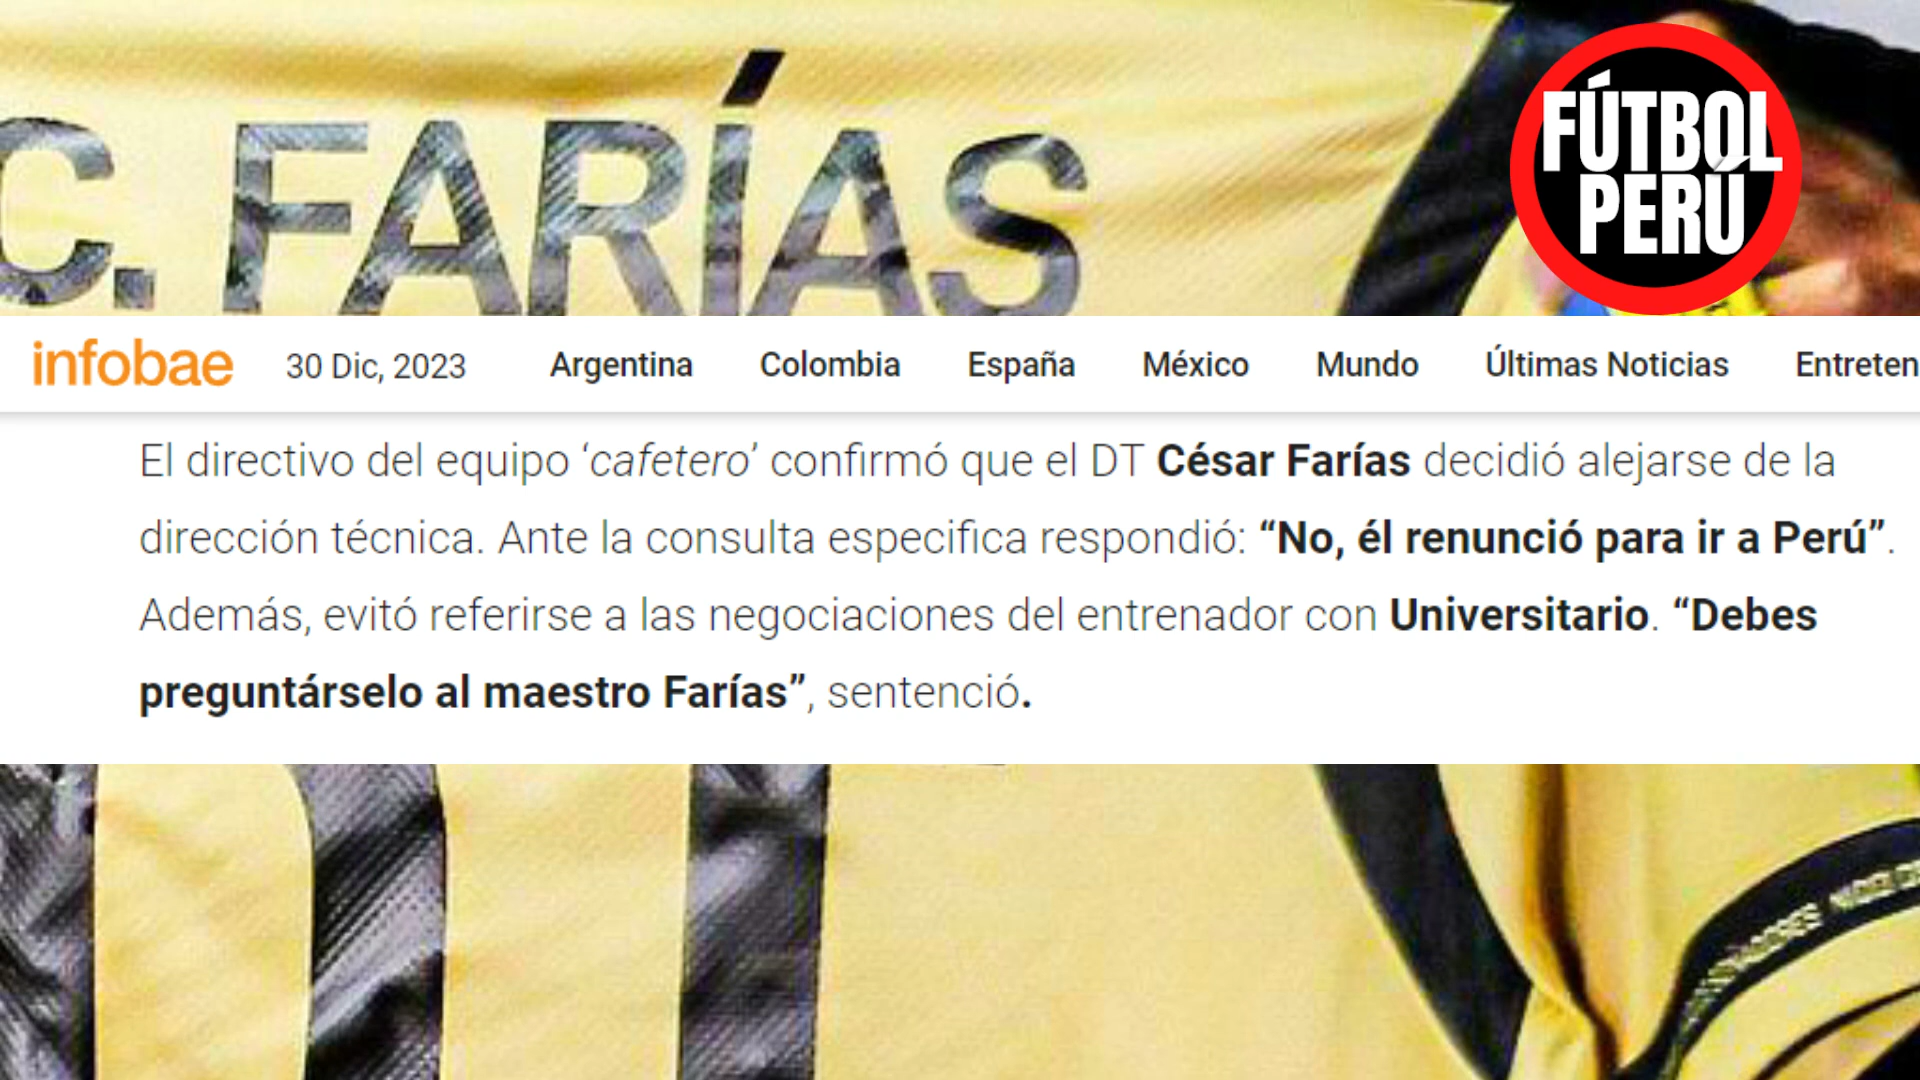 C. FARÍAS
FÚTBOL
PERÚ
infobae 30 Dic, 2023 Argentina Colombia España México Mundo Últimas Noticias Entreten
El directivo del equipo ‘cafetero’ confirmó que el DT César Farías decidió alejarse de la
dirección técnica. Ante la consulta especifica respondió: “No, él renunció para ir a Perú”.
Además, evitó referirse a las negociaciones del entrenador con Universitario. “Debes
preguntárselo al maestro Farías”, sentenció.